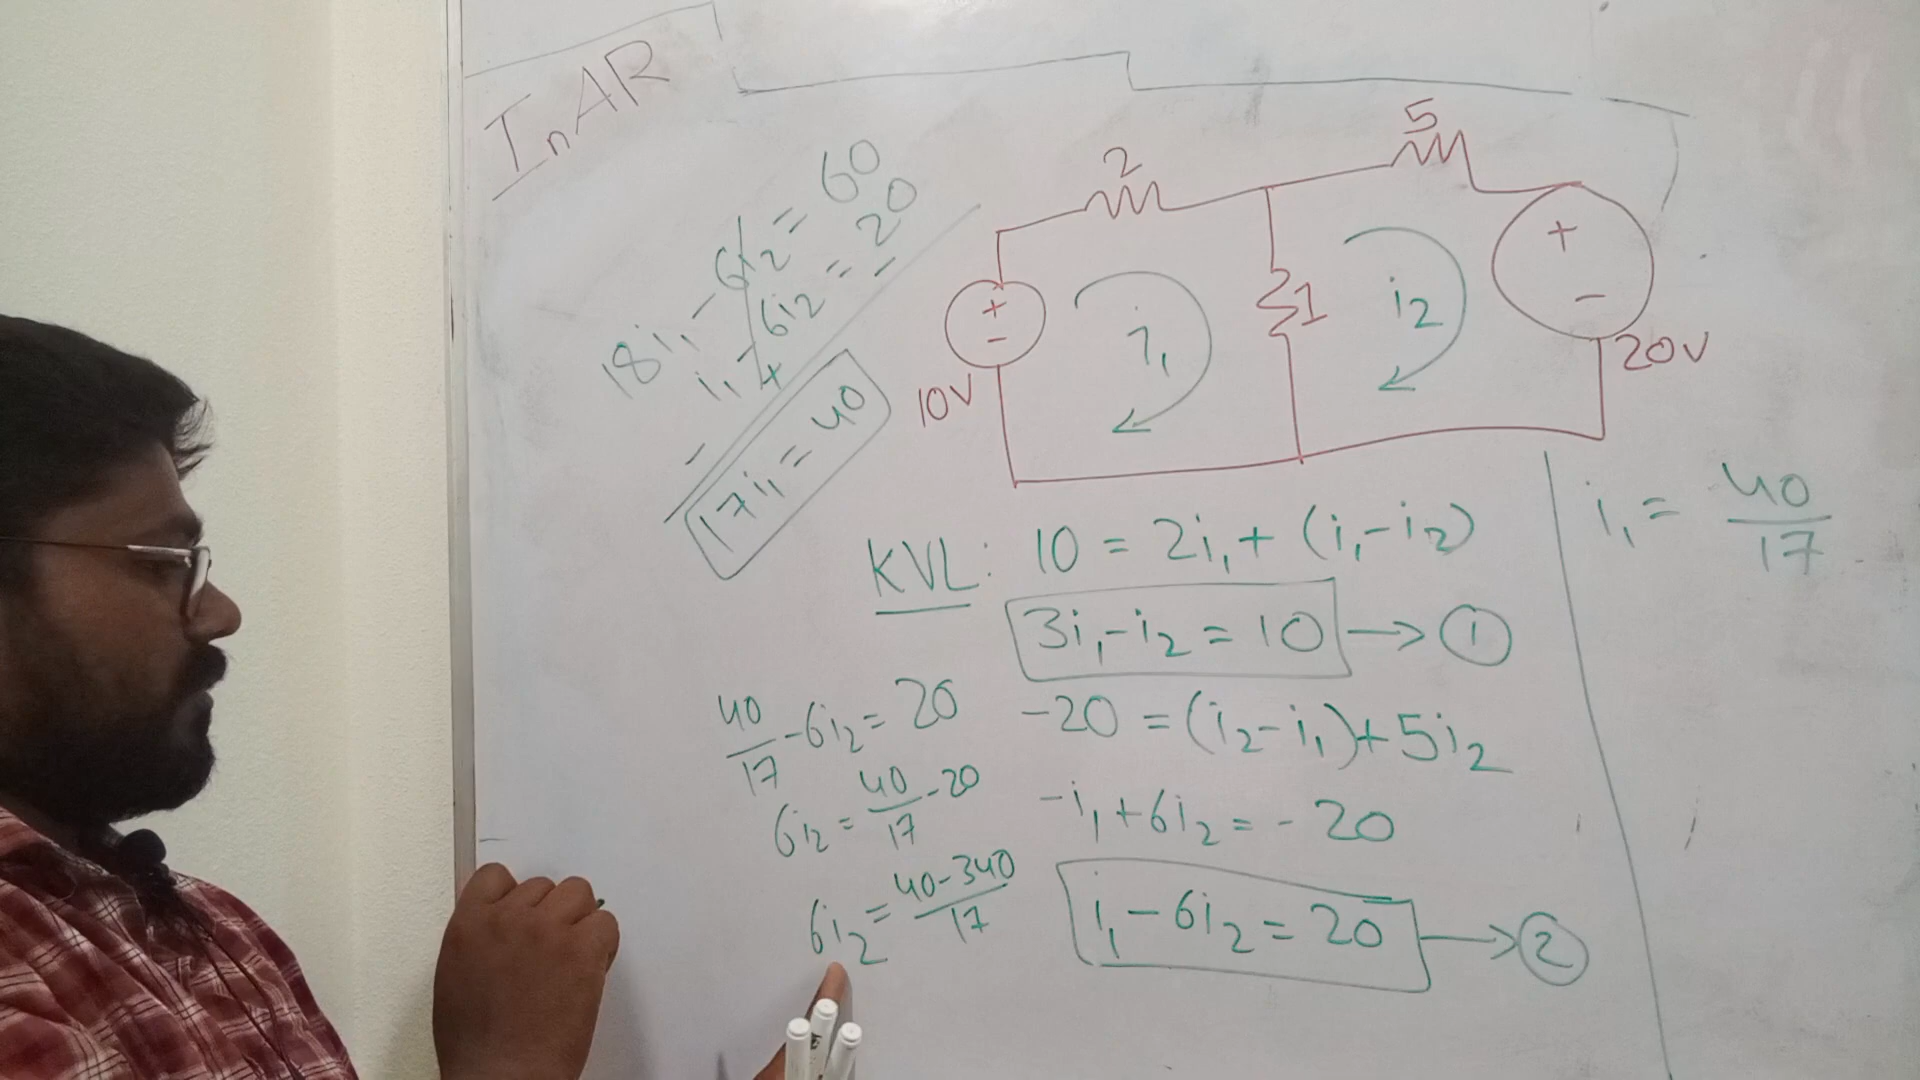 InAR
18i₁ - 6i₂ = 60
i₁ - 6i₂ = 20
- + -
17i₁ = 40
2
5
+
-
10V
i₁
1
i₂
+
-
20V
KVL: 10 = 2i₁ + (i₁ - i₂)
3i₁ - i₂ = 10 → ①
-20 = (i₂ - i₁) + 5i₂
-i₁ + 6i₂ = -20
i₁ - 6i₂ = 20 → ②
i₁ = 40/17
40/17 - 6i₂ = 20
6i₂ = 40/17 - 20
6i₂ = 40-340/17